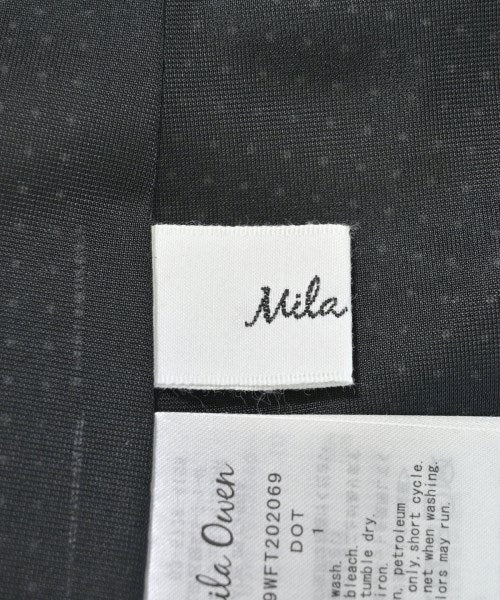 Mila
ila Owen
9WFT202069
DOT
1
wash.
bleach.
tumble dry.
iron.
n, petroleum
only, short cycle.
net when washing.
lors may run.